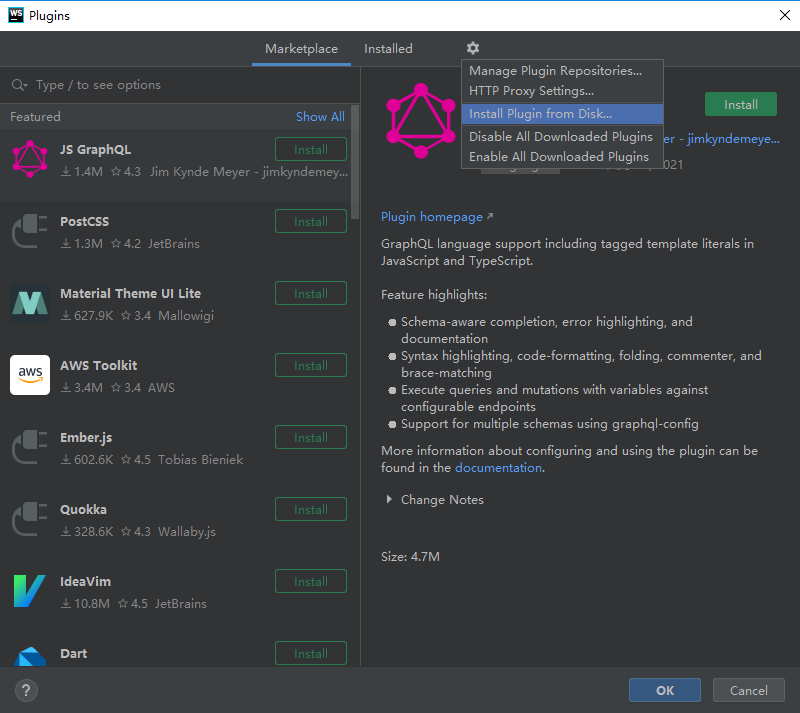 WS
Plugins
Marketplace
Installed
Type / to see options
Featured
Show All
JS GraphQL
Install
1.4M
4.3
Jim Kynde Meyer - jimkyndemey...
PostCSS
Install
1.3M
4.2
JetBrains
Material Theme UI Lite
Install
627.9K
3.4
Mallowigi
aws
AWS Toolkit
Install
3.4M
3.4
AWS
Ember.js
Install
602.6K
4.5
Tobias Bieniek
Quokka
Install
328.6K
4.3
Wallaby.js
IdeaVim
Install
10.8M
4.5
JetBrains
Dart
Install
Manage Plugin Repositories...
HTTP Proxy Settings...
Install Plugin from Disk...
Disable All Downloaded Plugins
Enable All Downloaded Plugins
Install
er - jimkyndemeye...
2021
Plugin homepage
GraphQL language support including tagged template literals in
JavaScript and TypeScript.
Feature highlights:
Schema-aware completion, error highlighting, and
documentation
Syntax highlighting, code-formatting, folding, commenter, and
brace-matching
Execute queries and mutations with variables against
configurable endpoints
Support for multiple schemas using graphql-config
More information about configuring and using the plugin can be
found in the documentation.
Change Notes
Size: 4.7M
?
OK
Cancel